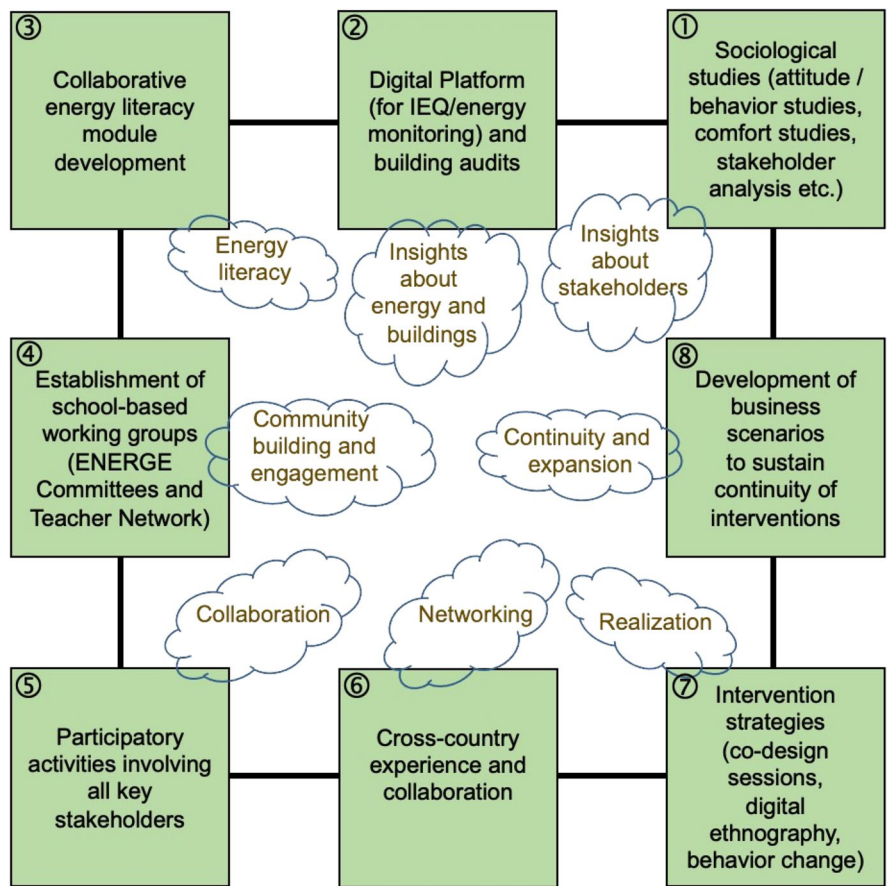 ③
Collaborative
energy literacy
module
development
②
Digital Platform
(for IEQ/energy
monitoring) and
building audits
①
Sociological
studies (attitude /
behavior studies,
comfort studies,
stakeholder
analysis etc.)
Energy
literacy
Insights
about
energy and
buildings
Insights
about
stakeholders
④
Establishment of
school-based
working groups
(ENERGE
Committees and
Teacher Network)
Community
building and
engagement
Continuity and
expansion
⑧
Development of
business
scenarios
to sustain
continuity of
interventions
Collaboration
Networking
Realization
⑤
Participatory
activities involving
all key
stakeholders
⑥
Cross-country
experience and
collaboration
⑦
Intervention
strategies
(co-design
sessions,
digital
ethnography,
behavior change)